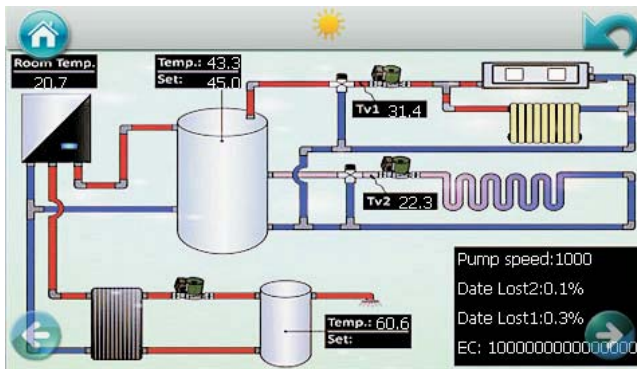 Room Temp.
20.7
Temp.: 43.3
Set: 45.0
Tv1 31.4
Tv2 22.3
Temp.: 60.6
Set:
Pump speed:1000
Date Lost2:0.1%
Date Lost1:0.3%
EC: 1000000000000000